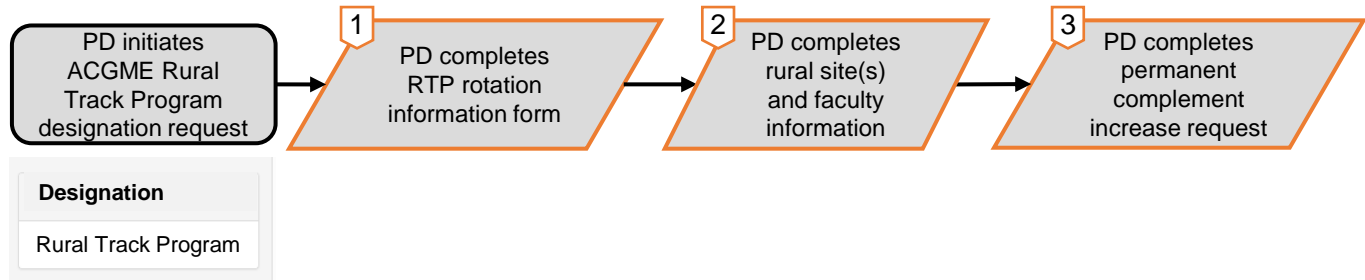 PD initiates
ACGME Rural
Track Program
designation request
1
PD completes
RTP rotation
information form
2
PD completes
rural site(s)
and faculty
information
3
PD completes
permanent
complement
increase request
Designation
Rural Track Program